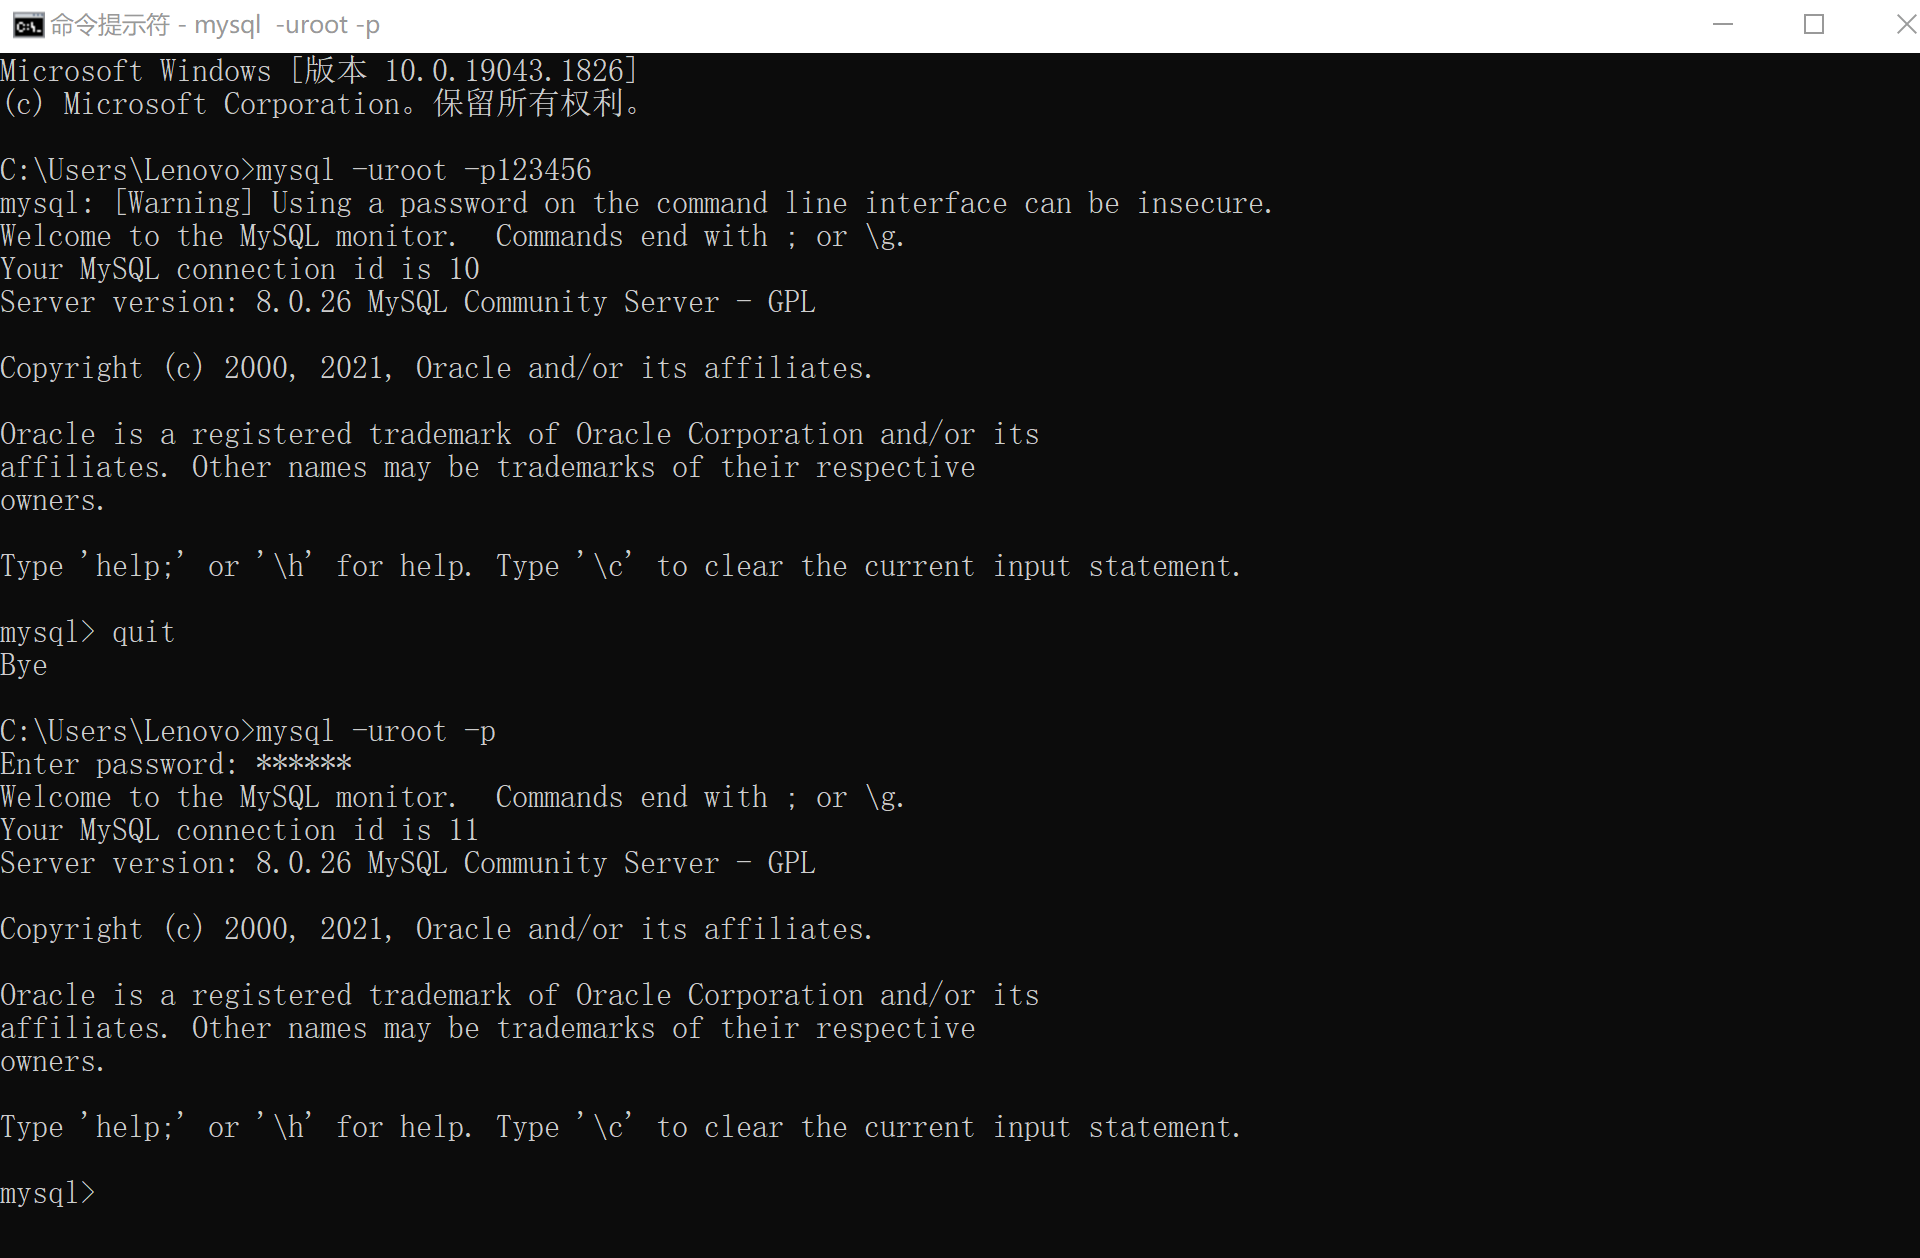 命令提示符 - mysql  -uroot -p
Microsoft Windows [版本 10.0.19043.1826]
(c) Microsoft Corporation。保留所有权利。
C:\Users\Lenovo>mysql -uroot -p123456
mysql: [Warning] Using a password on the command line interface can be insecure.
Welcome to the MySQL monitor.  Commands end with ; or \g.
Your MySQL connection id is 10
Server version: 8.0.26 MySQL Community Server - GPL
Copyright (c) 2000, 2021, Oracle and/or its affiliates.
Oracle is a registered trademark of Oracle Corporation and/or its
affiliates. Other names may be trademarks of their respective
owners.
Type 'help;' or '\h' for help. Type '\c' to clear the current input statement.
mysql> quit
Bye
C:\Users\Lenovo>mysql -uroot -p
Enter password: ******
Welcome to the MySQL monitor.  Commands end with ; or \g.
Your MySQL connection id is 11
Server version: 8.0.26 MySQL Community Server - GPL
Copyright (c) 2000, 2021, Oracle and/or its affiliates.
Oracle is a registered trademark of Oracle Corporation and/or its
affiliates. Other names may be trademarks of their respective
owners.
Type 'help;' or '\h' for help. Type '\c' to clear the current input statement.
mysql>